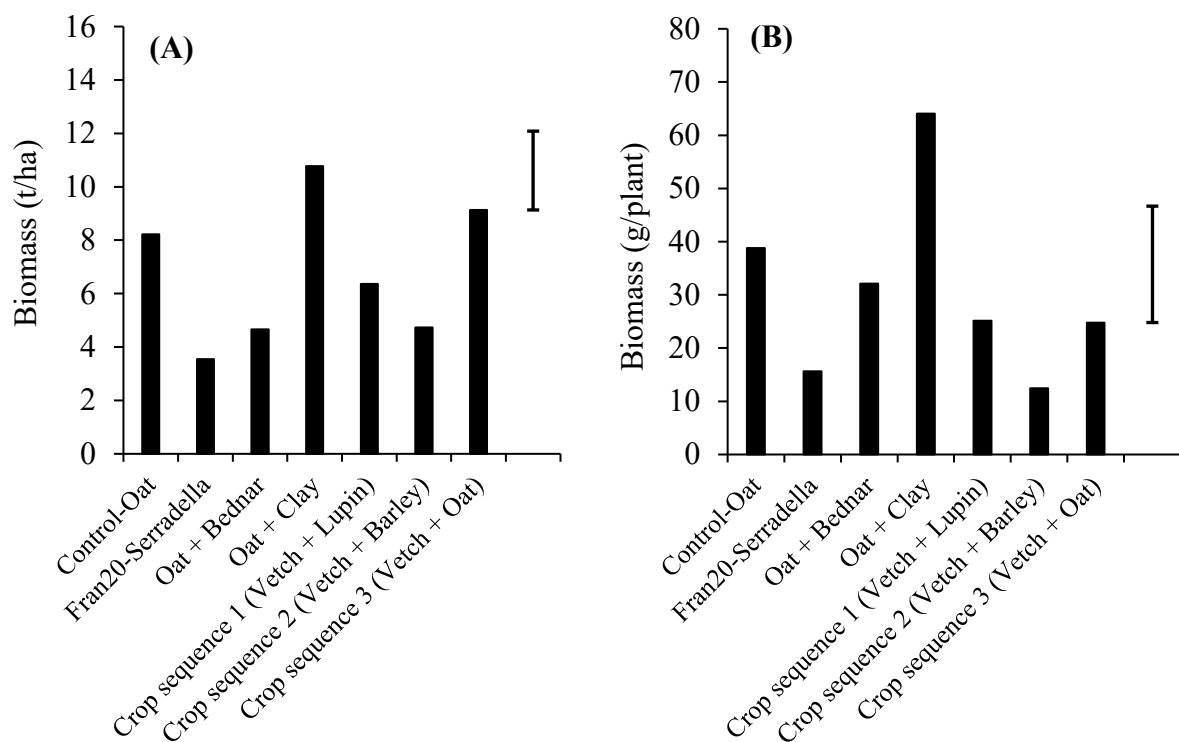 (A)
Biomass (t/ha)
16
14
12
10
8
6
4
2
0
Control-Oat
Fran20-Serradella
Oat + Bednar
Oat + Clay
Crop sequence 1 (Vetch + Lupin)
Crop sequence 2 (Vetch + Barley)
Crop sequence 3 (Vetch + Oat)
(B)
Biomass (g/plant)
80
70
60
50
40
30
20
10
0
Control-Oat
Fran20-Serradella
Oat + Bednar
Oat + Clay
Crop sequence 1 (Vetch + Lupin)
Crop sequence 2 (Vetch + Barley)
Crop sequence 3 (Vetch + Oat)